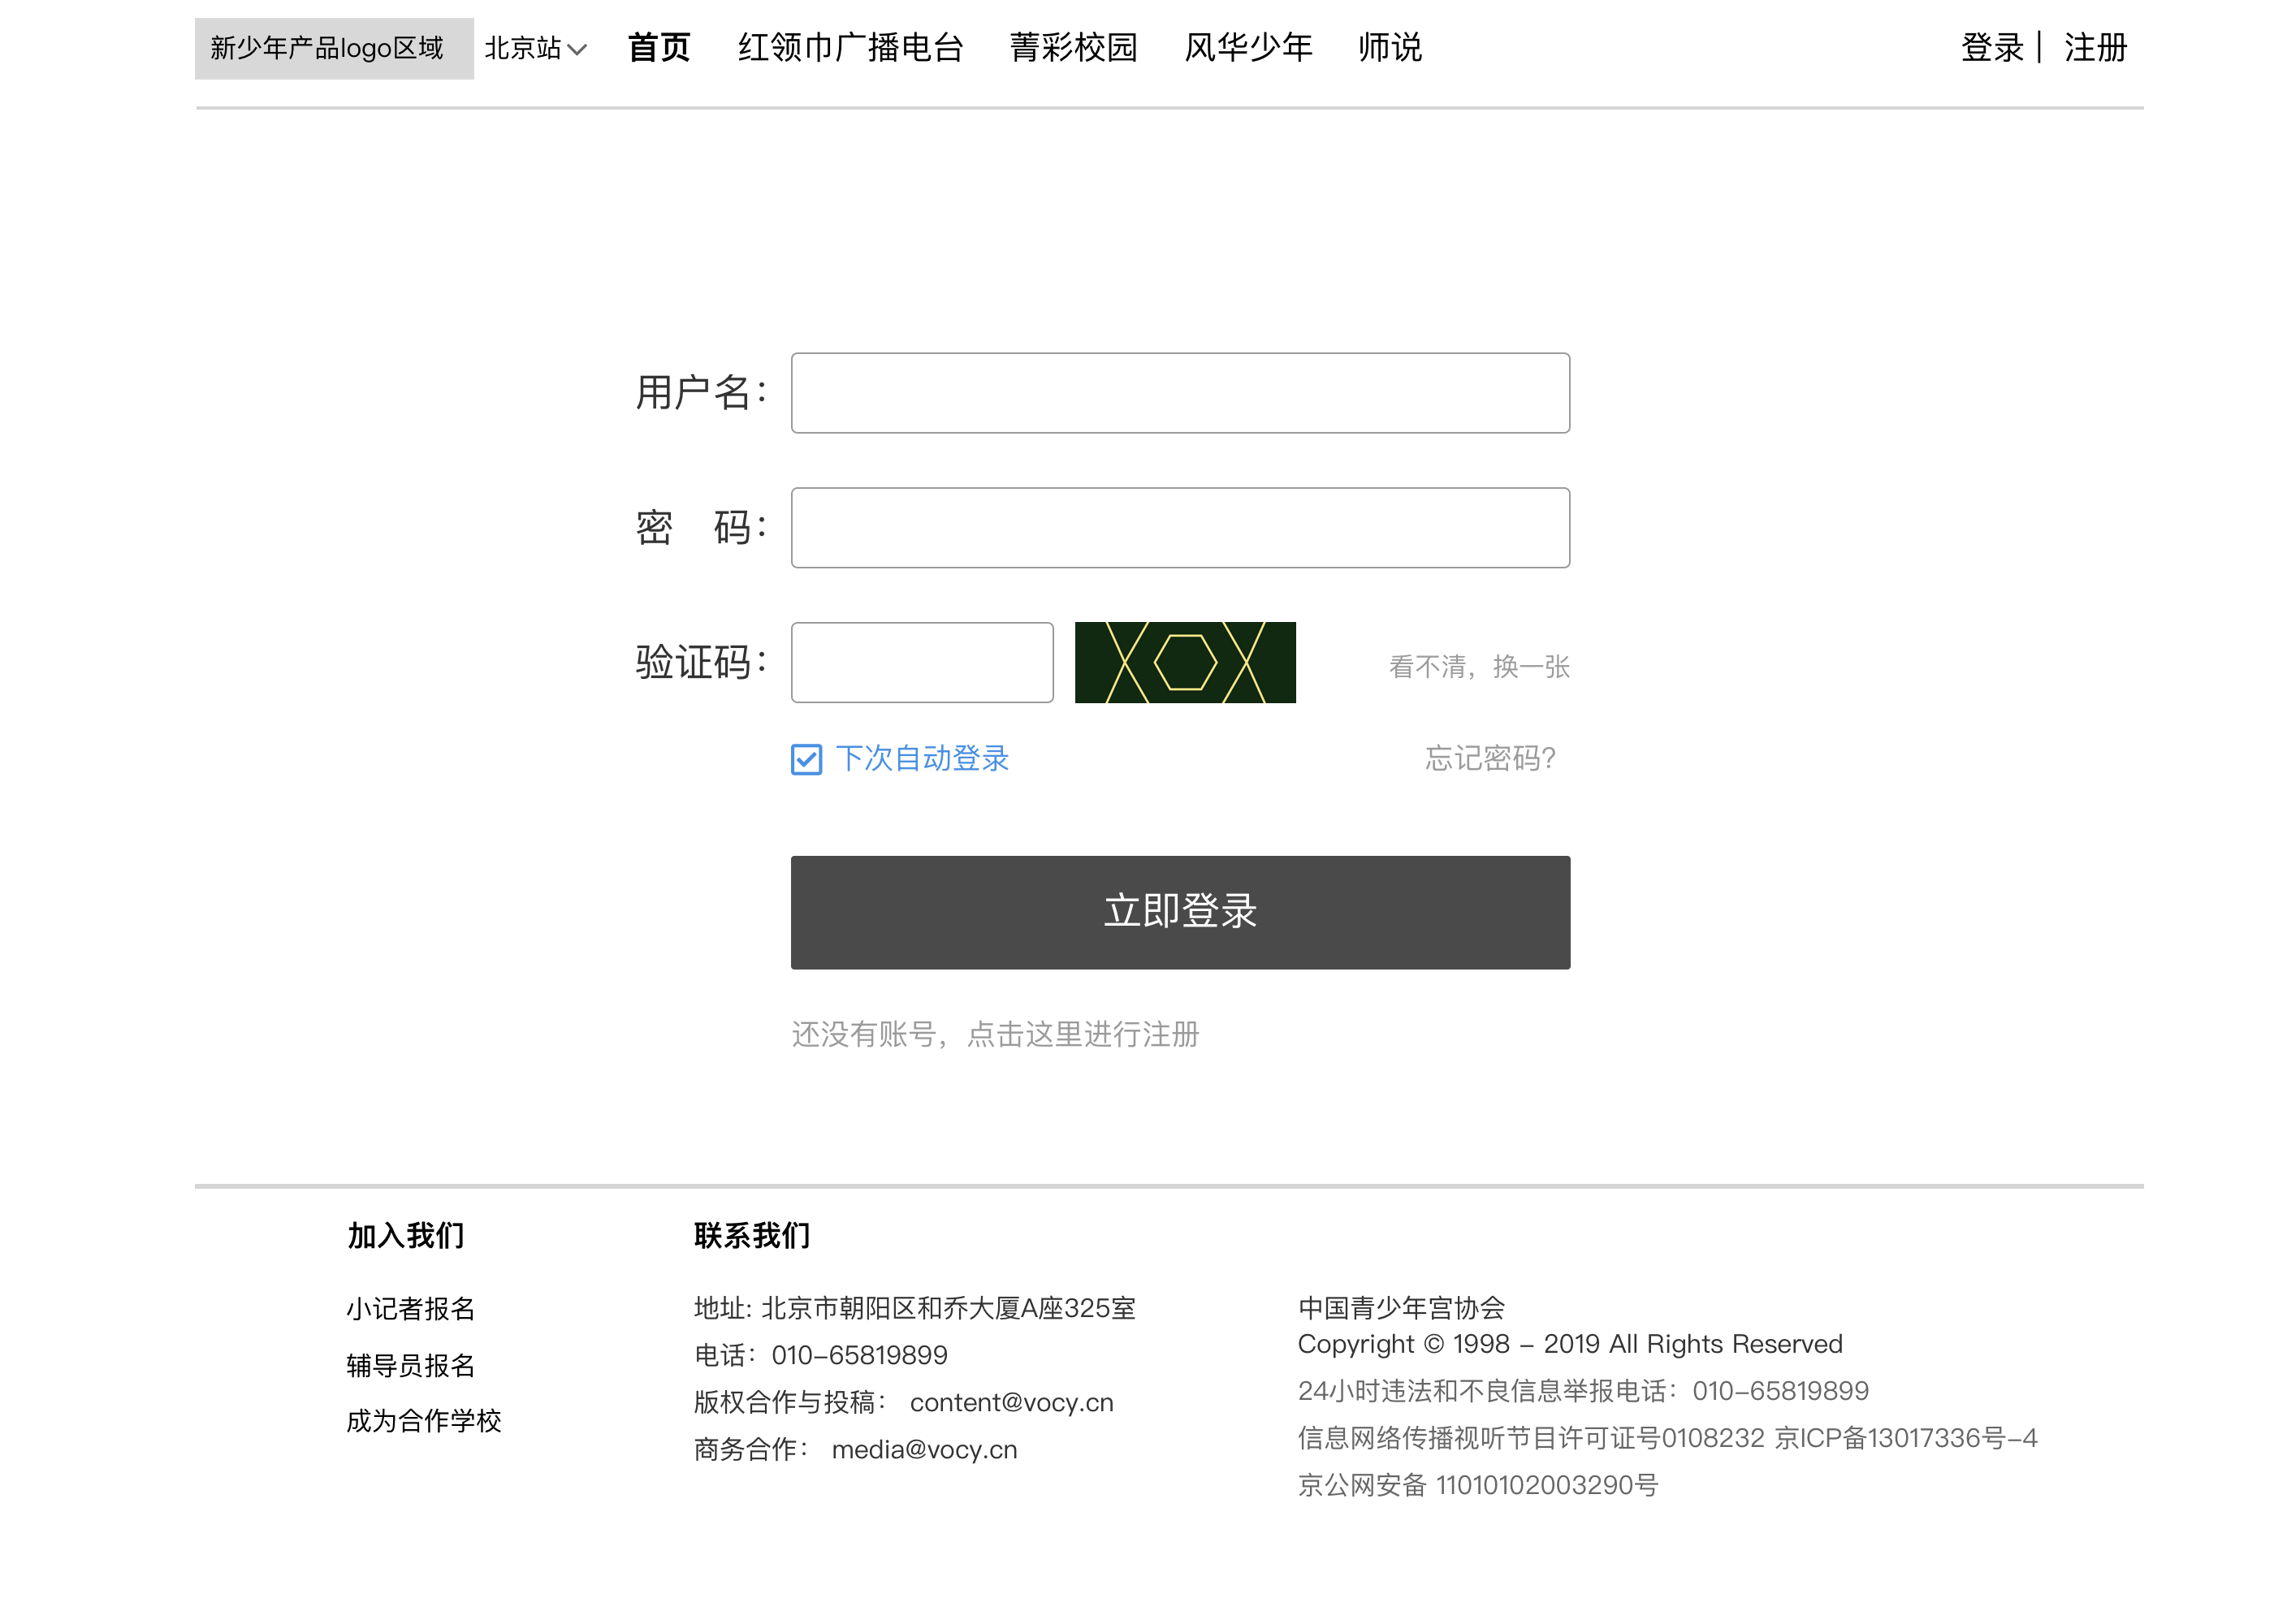 新少年产品logo区域 北京站 首页 红领巾广播电台 菁彩校园 风华少年 师说 登录 | 注册
用户名：
密 码：
验证码： 看不清，换一张
下次自动登录 忘记密码?
立即登录
还没有账号，点击这里进行注册
加入我们
小记者报名
辅导员报名
成为合作学校
联系我们
地址: 北京市朝阳区和乔大厦A座325室
电话：010-65819899
版权合作与投稿： content@vocy.cn
商务合作： media@vocy.cn
中国青少年宫协会
Copyright © 1998 - 2019 All Rights Reserved
24小时违法和不良信息举报电话：010-65819899
信息网络传播视听节目许可证号0108232 京ICP备13017336号-4
京公网安备 11010102003290号